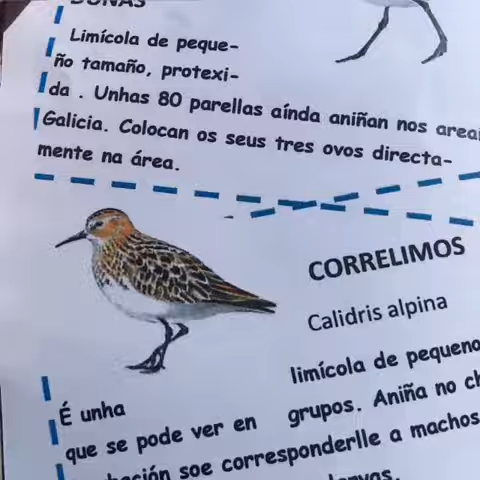 DUNAS
Limícola de peque-
ño tamaño, protexi-
da . Unhas 80 parellas aínda aniñan nos
Galicia. Colocan os seus tres ovos directa-
mente na área.
CORRELIMOS
Calidris alpina
É unha limícola de pequeno
que se pode ver en grupos. Aniña no
soe corresponderlle a machos